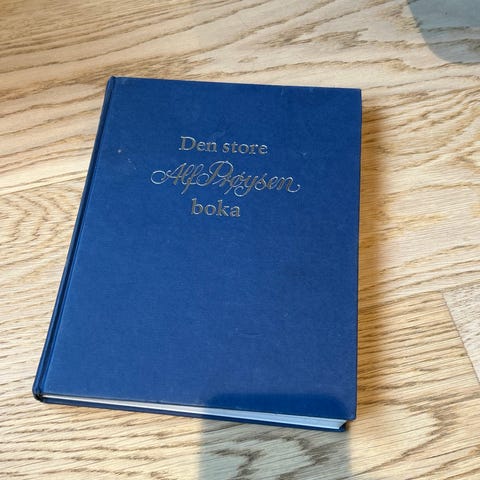 Den store
Alf Prøysen
boka